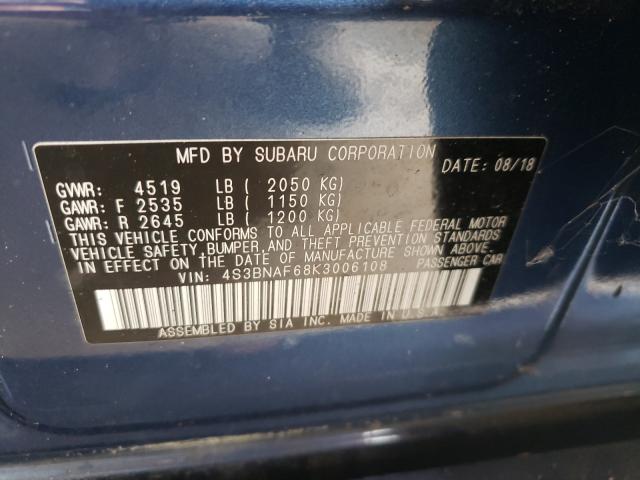 MFD BY SUBARU CORPORATION DATE: 08/18
GVWR: 4519 LB ( 2050 KG)
GAWR: F 2535 LB ( 1150 KG)
GAWR: R 2645 LB ( 1200 KG)
THIS VEHICLE CONFORMS TO ALL APPLICABLE FEDERAL MOTOR
VEHICLE SAFETY, BUMPER, AND THEFT PREVENTION STANDARDS
IN EFFECT ON THE DATE OF MANUFACTURE SHOWN ABOVE.
VIN: 4S3BNAF68K3006108 PASSENGER CAR
ASSEMBLED BY SIA INC. MADE IN U.S.A.